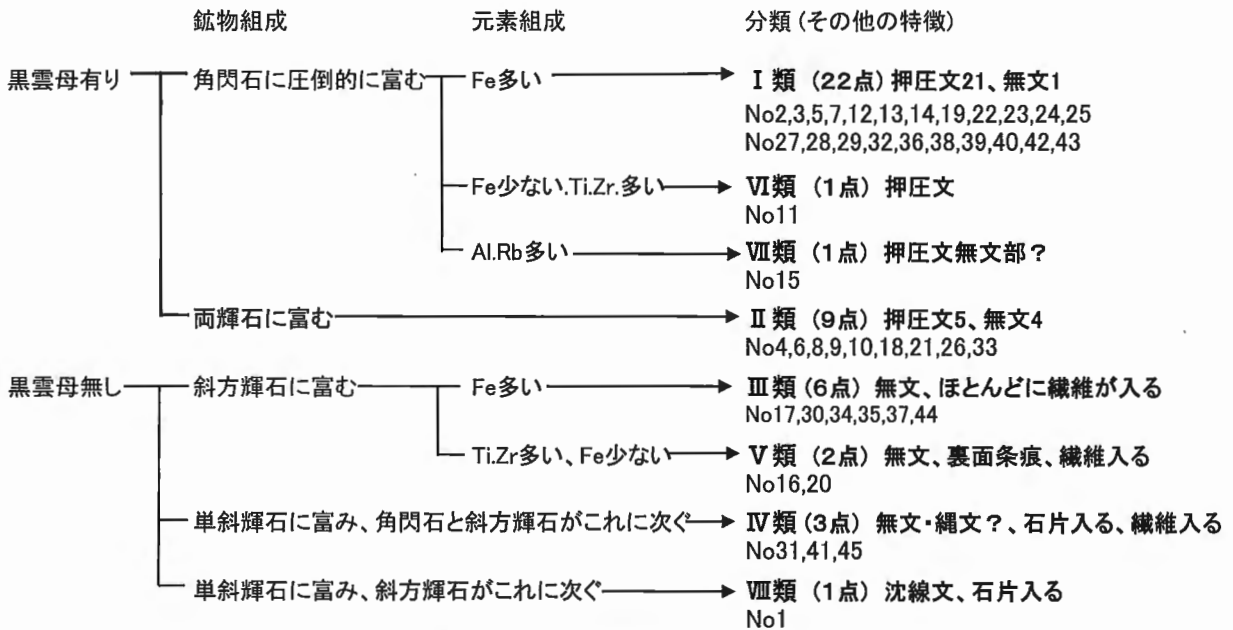 鉱物組成 元素組成 分類(その他の特徴)
黒雲母有り 角閃石に圧倒的に富む Fe多い Ⅰ類 (22点) 押圧文21、無文1
No2,3,5,7,12,13,14,19,22,23,24,25
No27,28,29,32,36,38,39,40,42,43
Fe少ない.Ti.Zr.多い Ⅵ類 (1点) 押圧文
No11
Al.Rb多い Ⅶ類 (1点) 押圧文無文部?
No15
両輝石に富む Ⅱ類 (9点) 押圧文5、無文4
No4,6,8,9,10,18,21,26,33
黒雲母無し 斜方輝石に富む Fe多い Ⅲ類 (6点) 無文、ほとんどに繊維が入る
No17,30,34,35,37,44
Ti.Zr多い、Fe少ない Ⅴ類 (2点) 無文、裏面条痕、繊維入る
No16,20
単斜輝石に富み、角閃石と斜方輝石がこれに次ぐ Ⅳ類 (3点) 無文・縄文?、石片入る、繊維入る
No31,41,45
単斜輝石に富み、斜方輝石がこれに次ぐ Ⅷ類 (1点) 沈線文、石片入る
No1